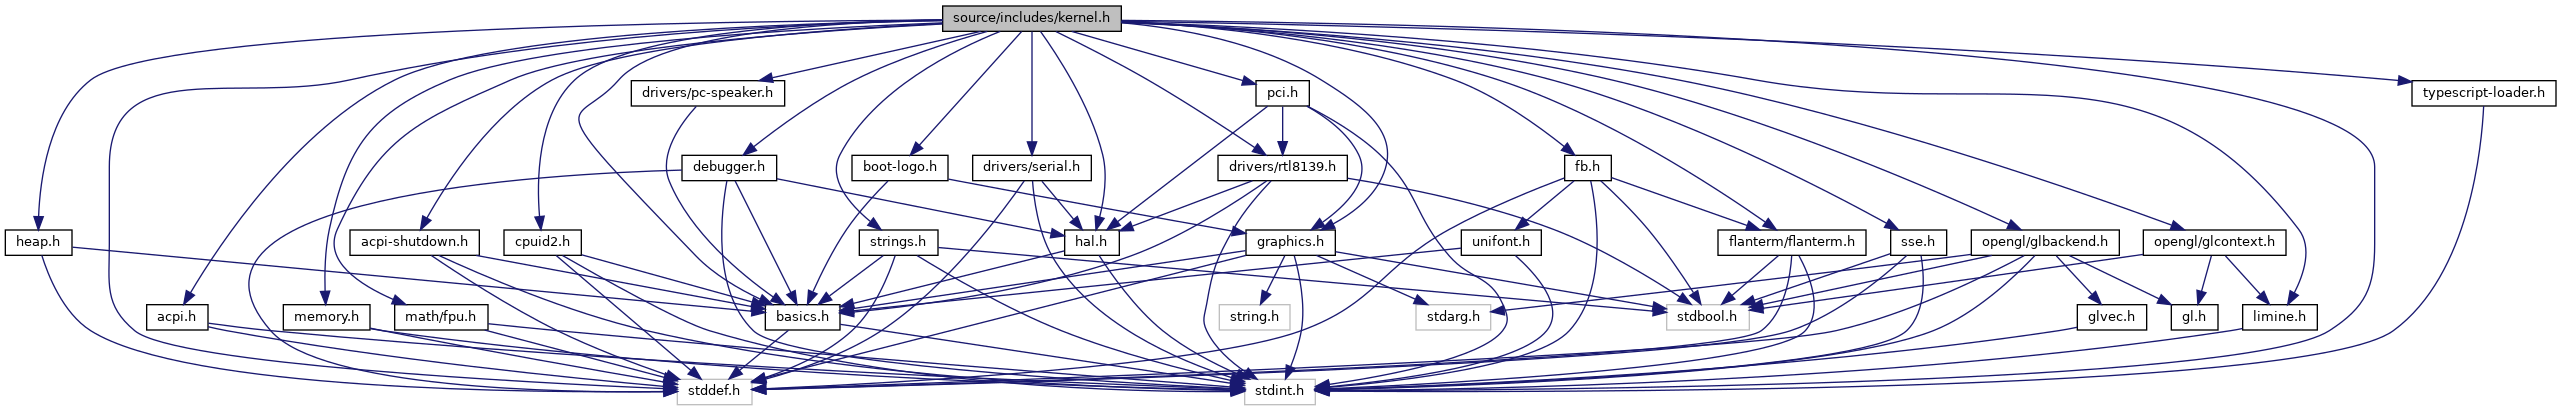 source/includes/kernel.h
drivers/pc-speaker.h
pci.h
typescript-loader.h
debugger.h
boot-logo.h
drivers/serial.h
drivers/rtl8139.h
fb.h
heap.h
acpi-shutdown.h
cpuid2.h
strings.h
hal.h
graphics.h
unifont.h
flanterm/flanterm.h
sse.h
opengl/glbackend.h
opengl/glcontext.h
acpi.h
memory.h
math/fpu.h
basics.h
string.h
stdarg.h
stdbool.h
glvec.h
gl.h
limine.h
stddef.h
stdint.h